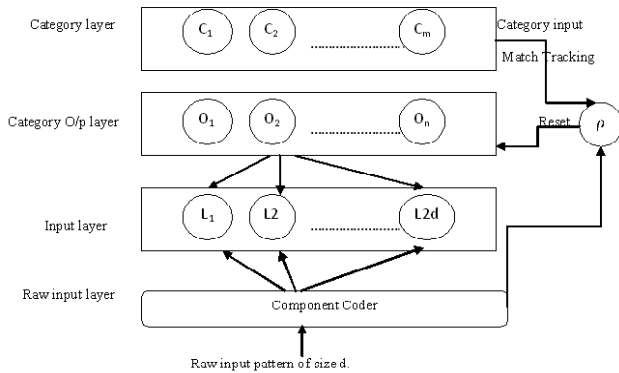 Category layer
C1 C2 .................... Cm
Category input
Match Tracking
Category O/p layer
O1 O2 .................... On
Reset
ρ
Input layer
L1 L2 .................... L2d
Raw input layer
Component Coder
Raw input pattern of size d.